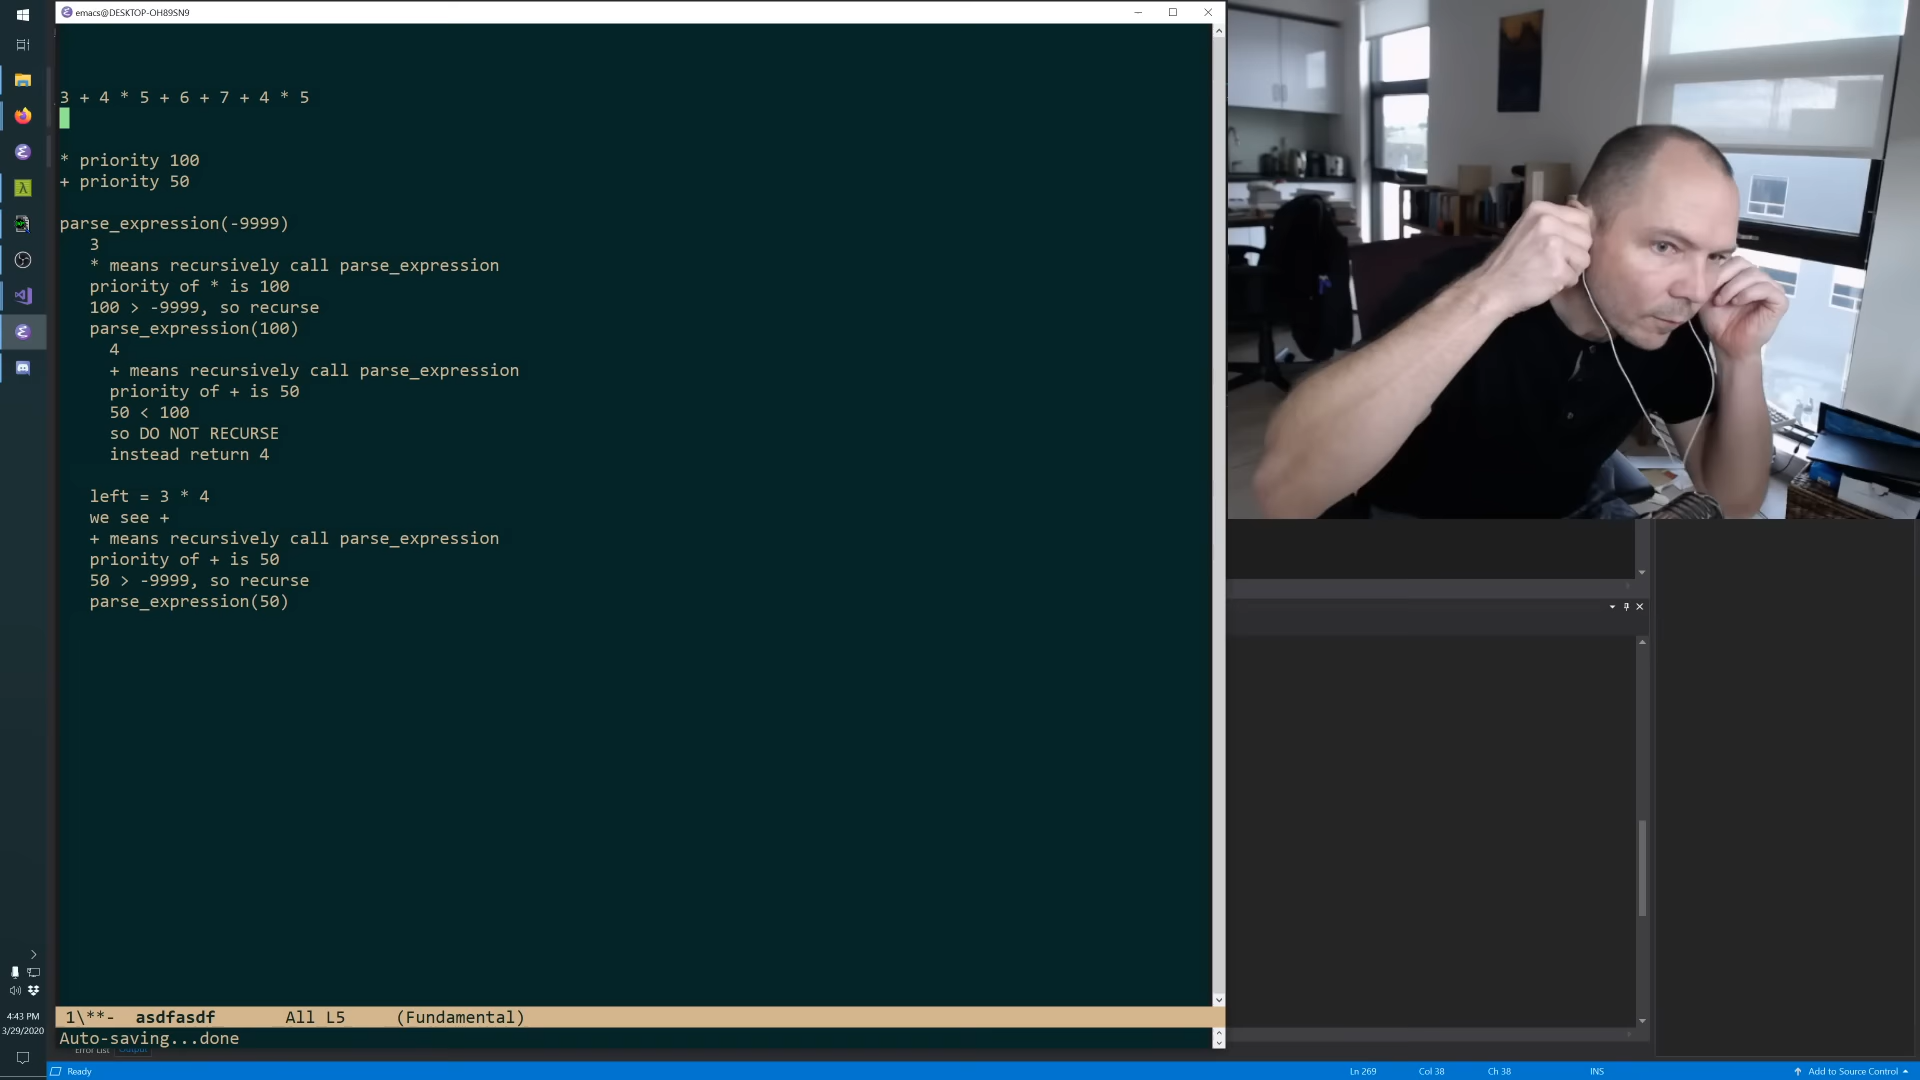 emacs@DESKTOP-OH89SN9
3 + 4 * 5 + 6 + 7 + 4 * 5
* priority 100
+ priority 50
parse_expression(-9999)
3
* means recursively call parse_expression
priority of * is 100
100 > -9999, so recurse
parse_expression(100)
4
+ means recursively call parse_expression
priority of + is 50
50 < 100
so DO NOT RECURSE
instead return 4
left = 3 * 4
we see +
+ means recursively call parse_expression
priority of + is 50
50 > -9999, so recurse
parse_expression(50)
1\**- asdfasdf All L5 (Fundamental)
Auto-saving...done
Error List Output
4:43 PM
3/29/2020
Ready Ln 269 Col 38 Ch 38 INS Add to Source Control